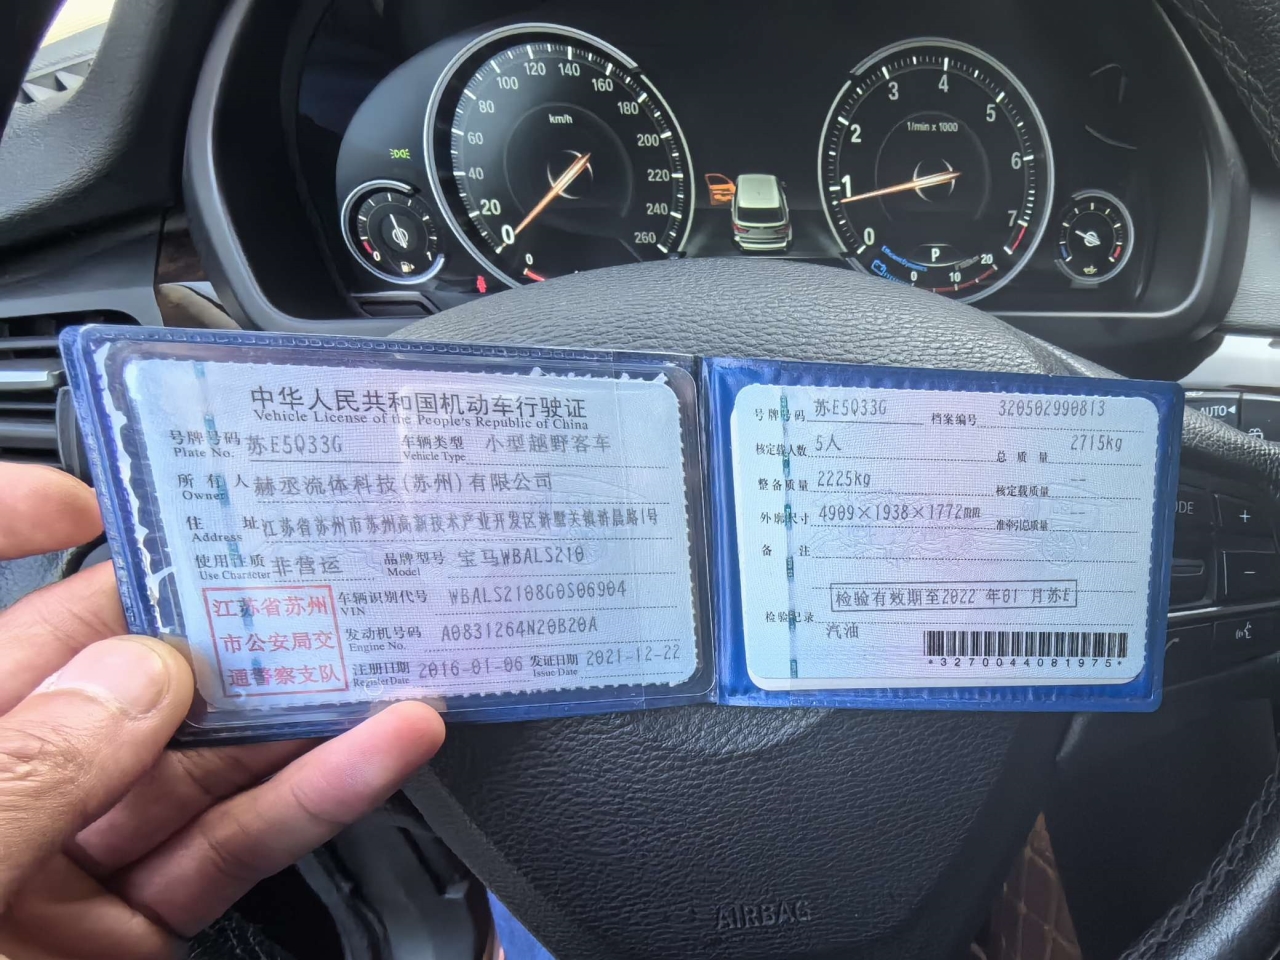 100 120 140 160
80 180
60 km/h 200
40 220
20 240
0 260
0
3 4 5
2 1/min x 1000 6
1 7
0 P
EfficientDynamics
0 10 20
0 1
AUTO
中华人民共和国机动车行驶证
Vehicle License of the People's Republic of China
号牌号码 苏E5Q33G 车辆类型 小型越野客车
Plate No. Vehicle Type
所有人 赫丞流体科技(苏州)有限公司
Owner
住址 江苏省苏州市苏州高新技术产业开发区浒墅关镇浒晨路1号
Address
使用性质 非营运 品牌型号 宝马WBALS210
Use Character Model
江苏省苏州
市公安局交
通警察支队
车辆识别代号 WBALS2108G0S06904
VIN
发动机号码 A0831264N20B20A
Engine No.
注册日期 2016-01-06 发证日期 2021-12-22
Register Date Issue Date
号牌号码 苏E5Q33G 档案编号 320502990813
核定载人数 5人 总质量 2715kg
整备质量 2225kg 核定载质量 --
外廓尺寸 4909×1938×1772mm 准牵引总质量 --
备注
检验有效期至2022年01月苏E
检验记录
汽油
*3270044081975*
ODE
+
-
AIRBAG